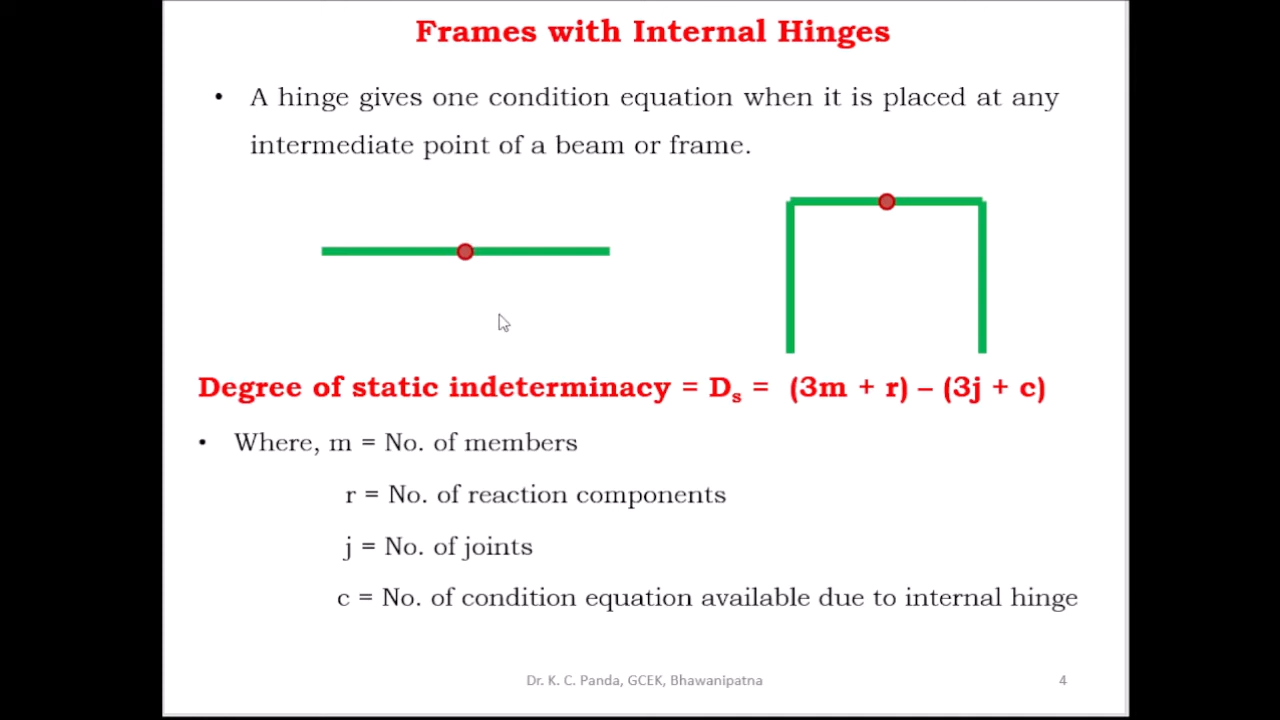 Frames with Internal Hinges
• A hinge gives one condition equation when it is placed at any
intermediate point of a beam or frame.
Degree of static indeterminacy = Dₛ = (3m + r) – (3j + c)
• Where, m = No. of members
r = No. of reaction components
j = No. of joints
c = No. of condition equation available due to internal hinge
Dr. K. C. Panda, GCEK, Bhawanipatna 4